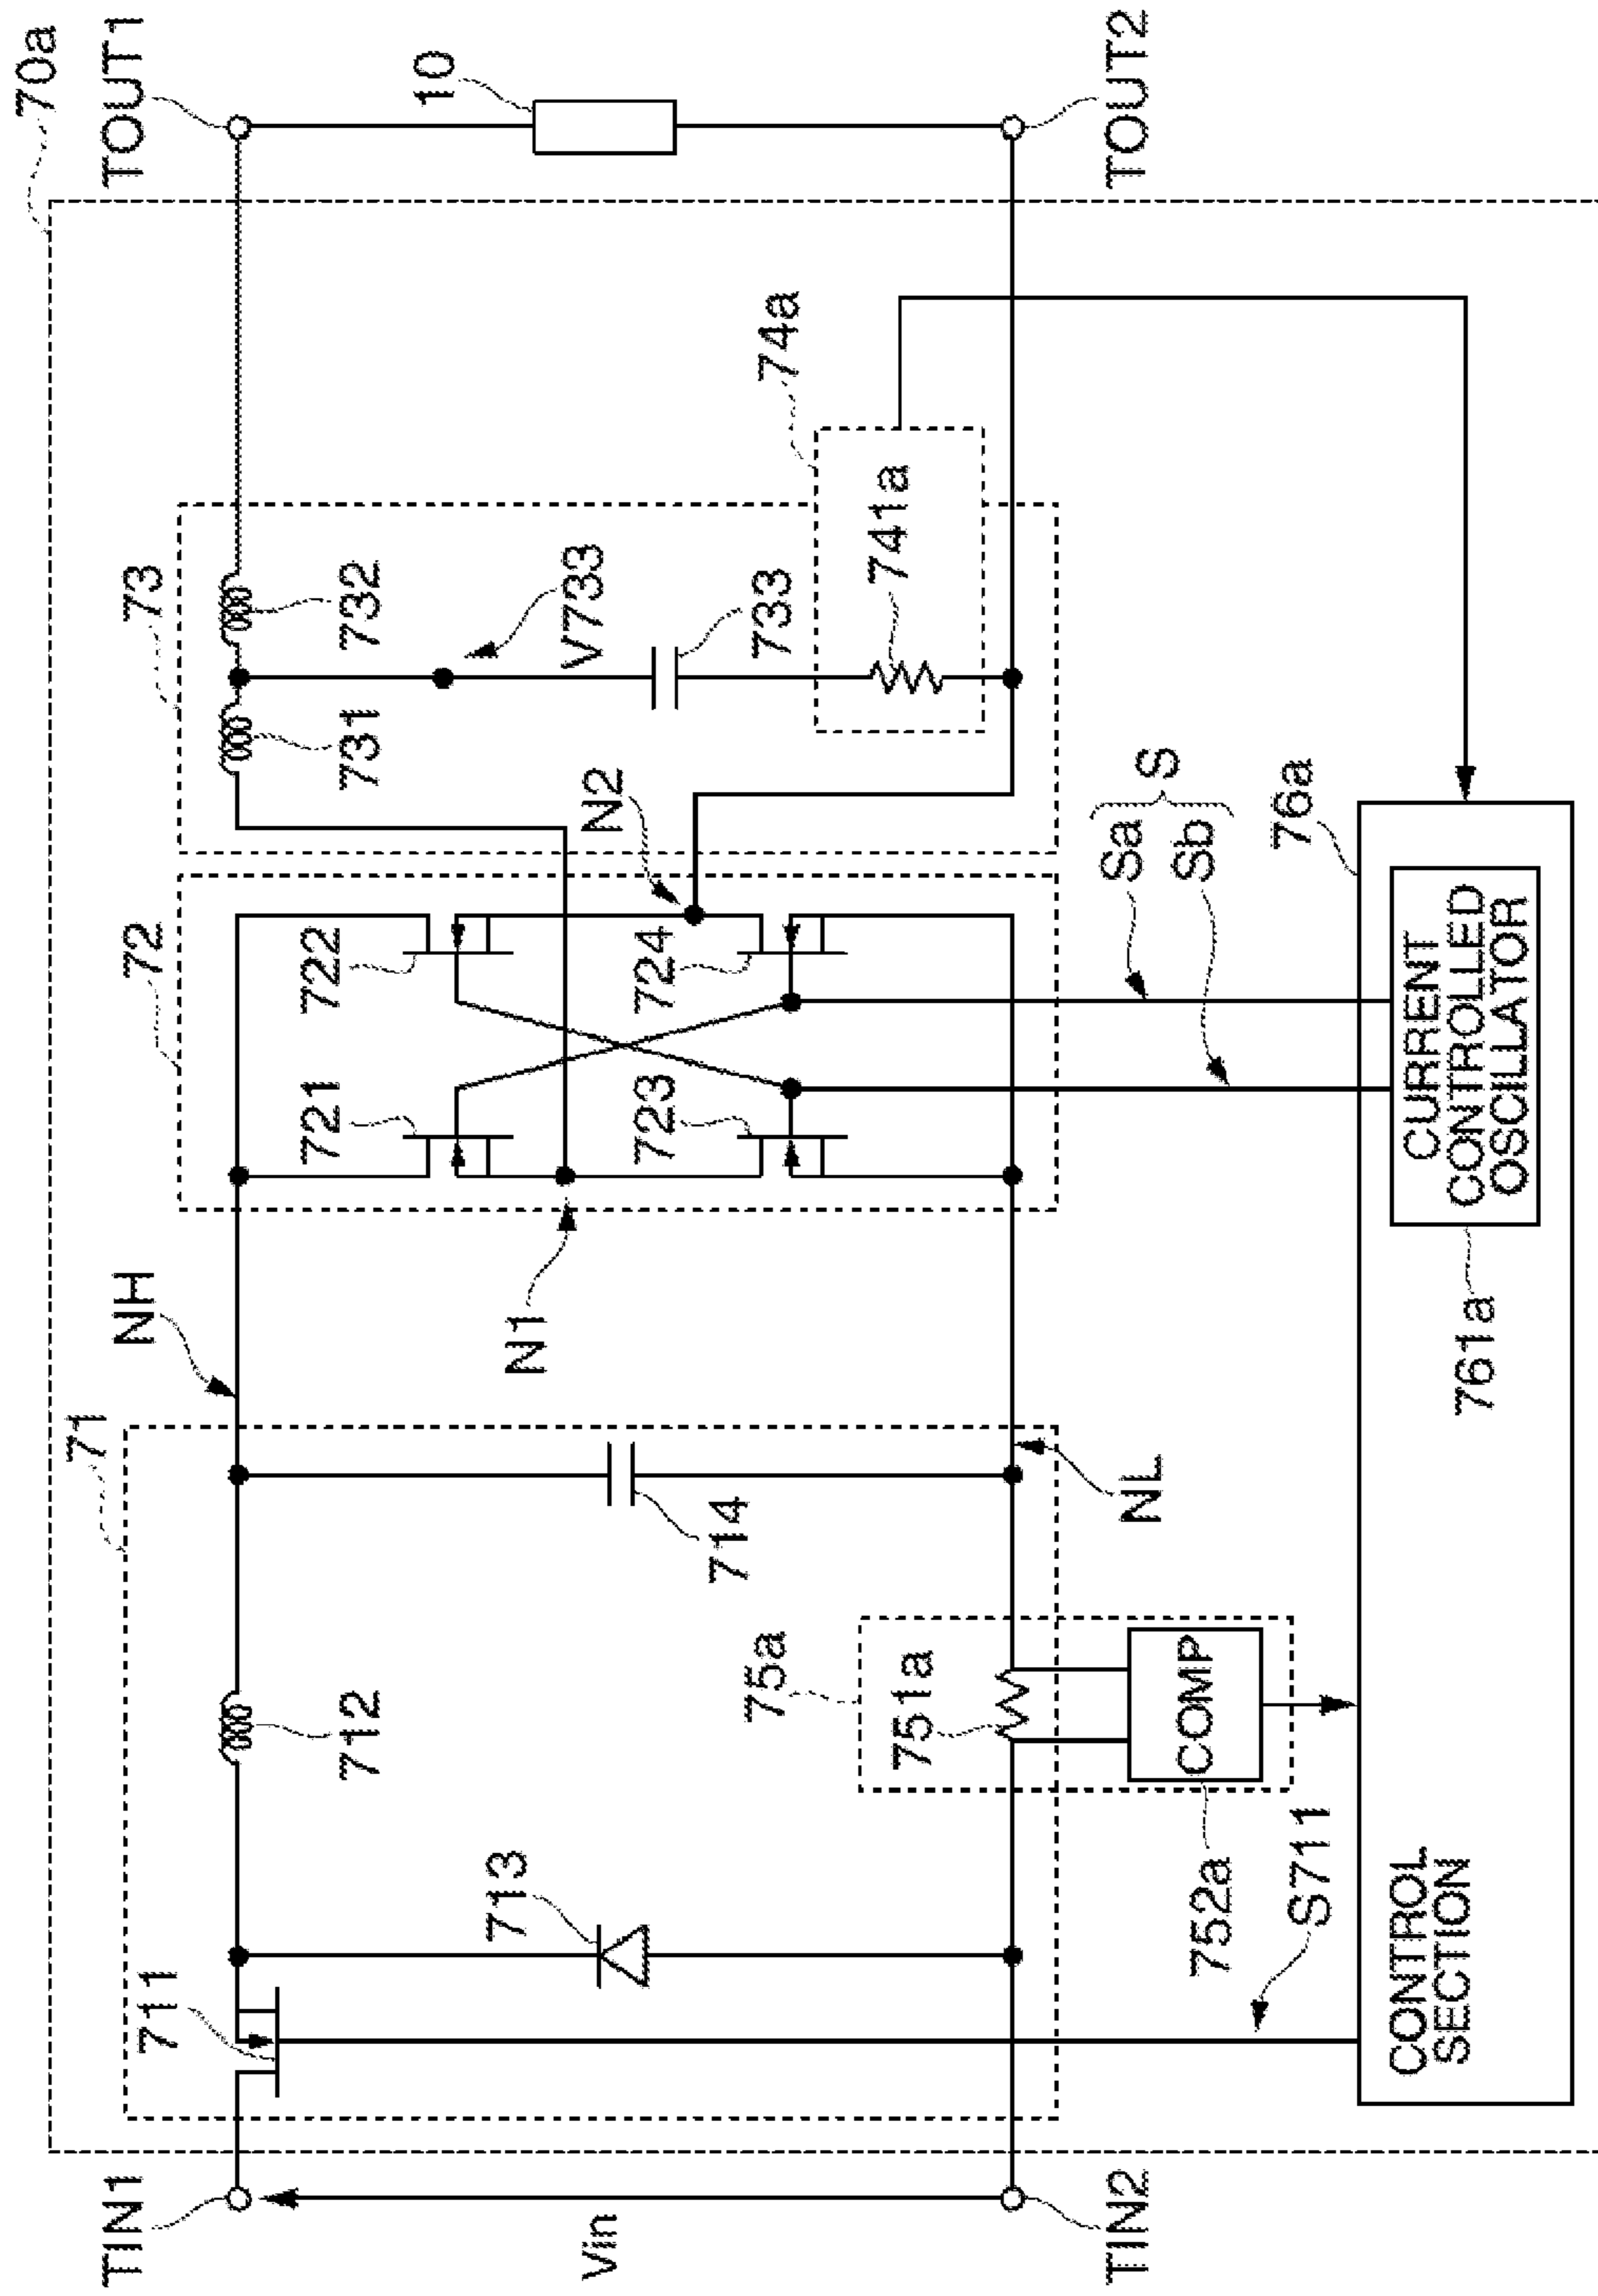 70a
TOUT1
10
TOUT2
74a
73
732
V733
733
741a
731
N2
S
Sa
Sb
76a
72
722
724
CURRENT
CONTROLLED
OSCILLATOR
721
723
NH
N1
761a
71
NL
714
75a
751a
712
COMP
752a
S711
713
711
CONTROL
SECTION
TIN1
Vin
TIN2